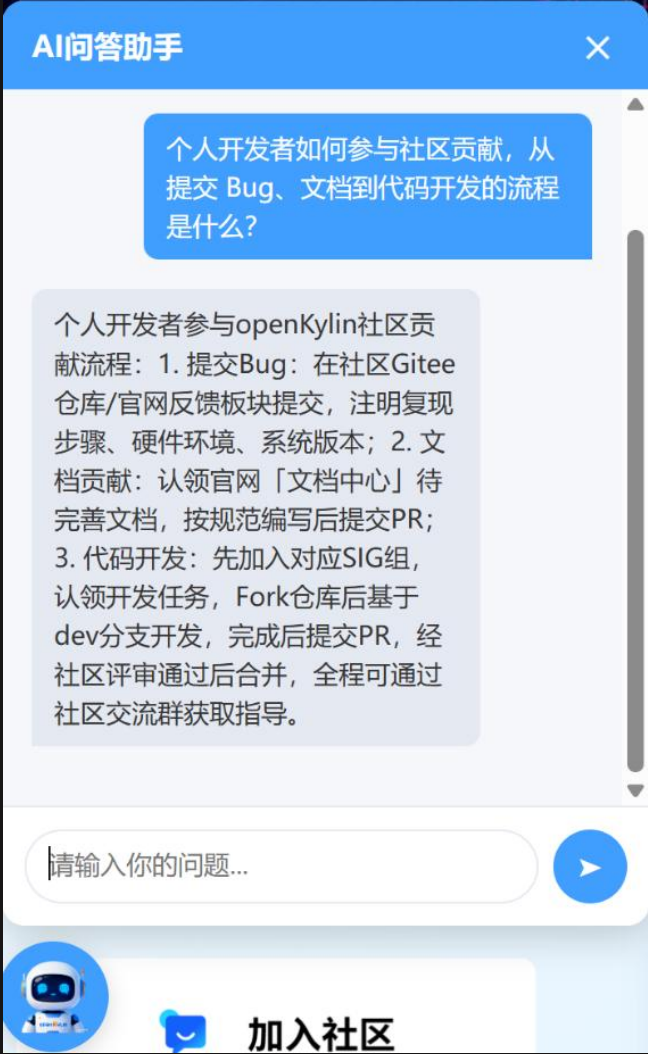 AI问答助手
个人开发者如何参与社区贡献，从
提交 Bug、文档到代码开发的流程
是什么？
个人开发者参与openKylin社区贡
献流程：1. 提交Bug：在社区Gitee
仓库/官网反馈板块提交，注明复现
步骤、硬件环境、系统版本；2. 文
档贡献：认领官网「文档中心」待
完善文档，按规范编写后提交PR；
3. 代码开发：先加入对应SIG组，
认领开发任务，Fork仓库后基于
dev分支开发，完成后提交PR，经
社区评审通过后合并，全程可通过
社区交流群获取指导。
请输入你的问题...
加入社区